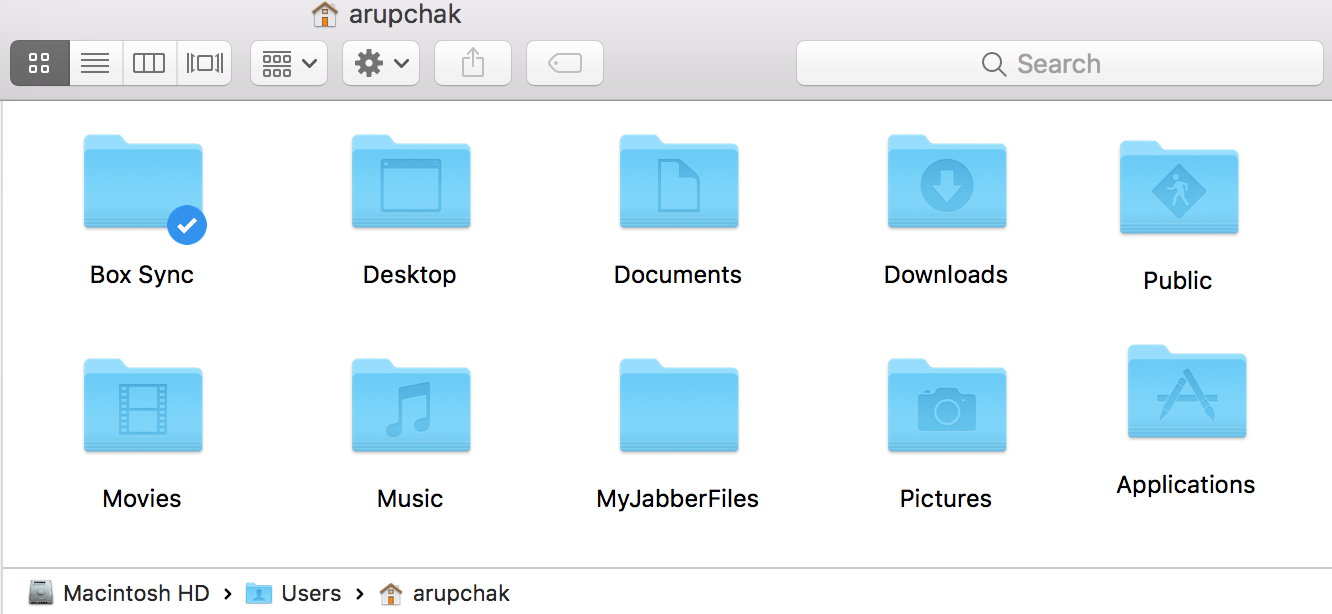 arupchak
Search
Box Sync
Desktop
Documents
Downloads
Public
Movies
Music
MyJabberFiles
Pictures
Applications
Macintosh HD › Users › arupchak